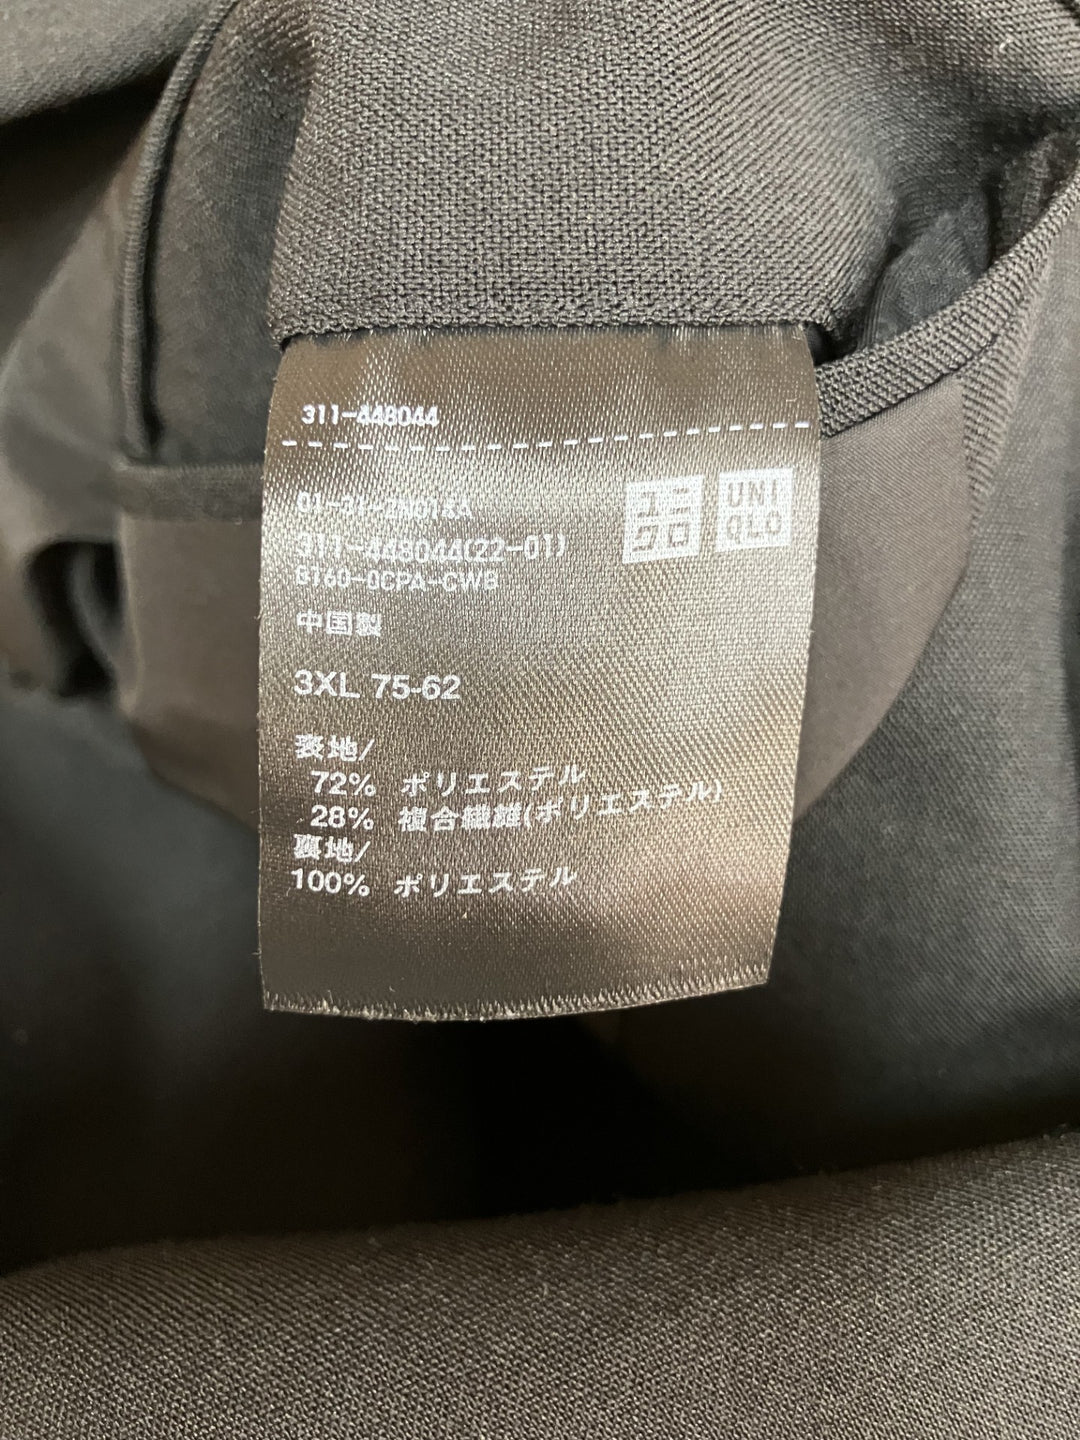 311-448044
ユニ
クロ
UNI
QLO
311-448044(22-01)
中国製
3XL 75-62
表地/
72% ポリエステル
28% 複合繊維(ポリエステル)
裏地/
100% ポリエステル